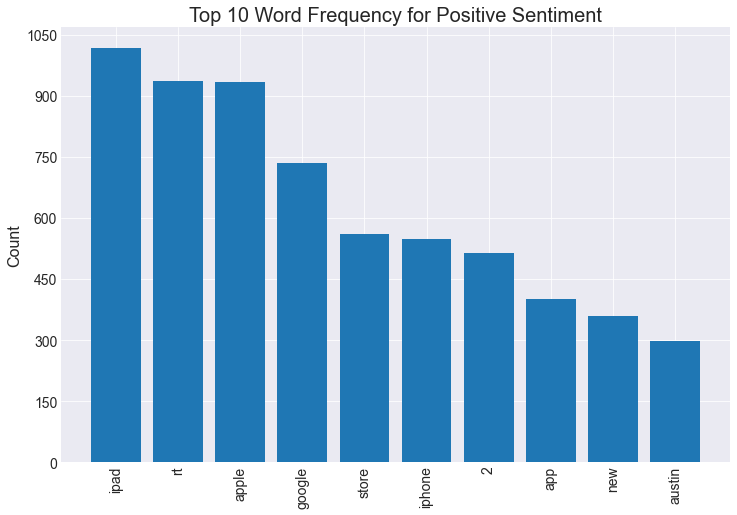 Top 10 Word Frequency for Positive Sentiment
1050
900
750
600
450
300
150
0
Count
ipad
rt
apple
google
store
iphone
2
app
new
austin